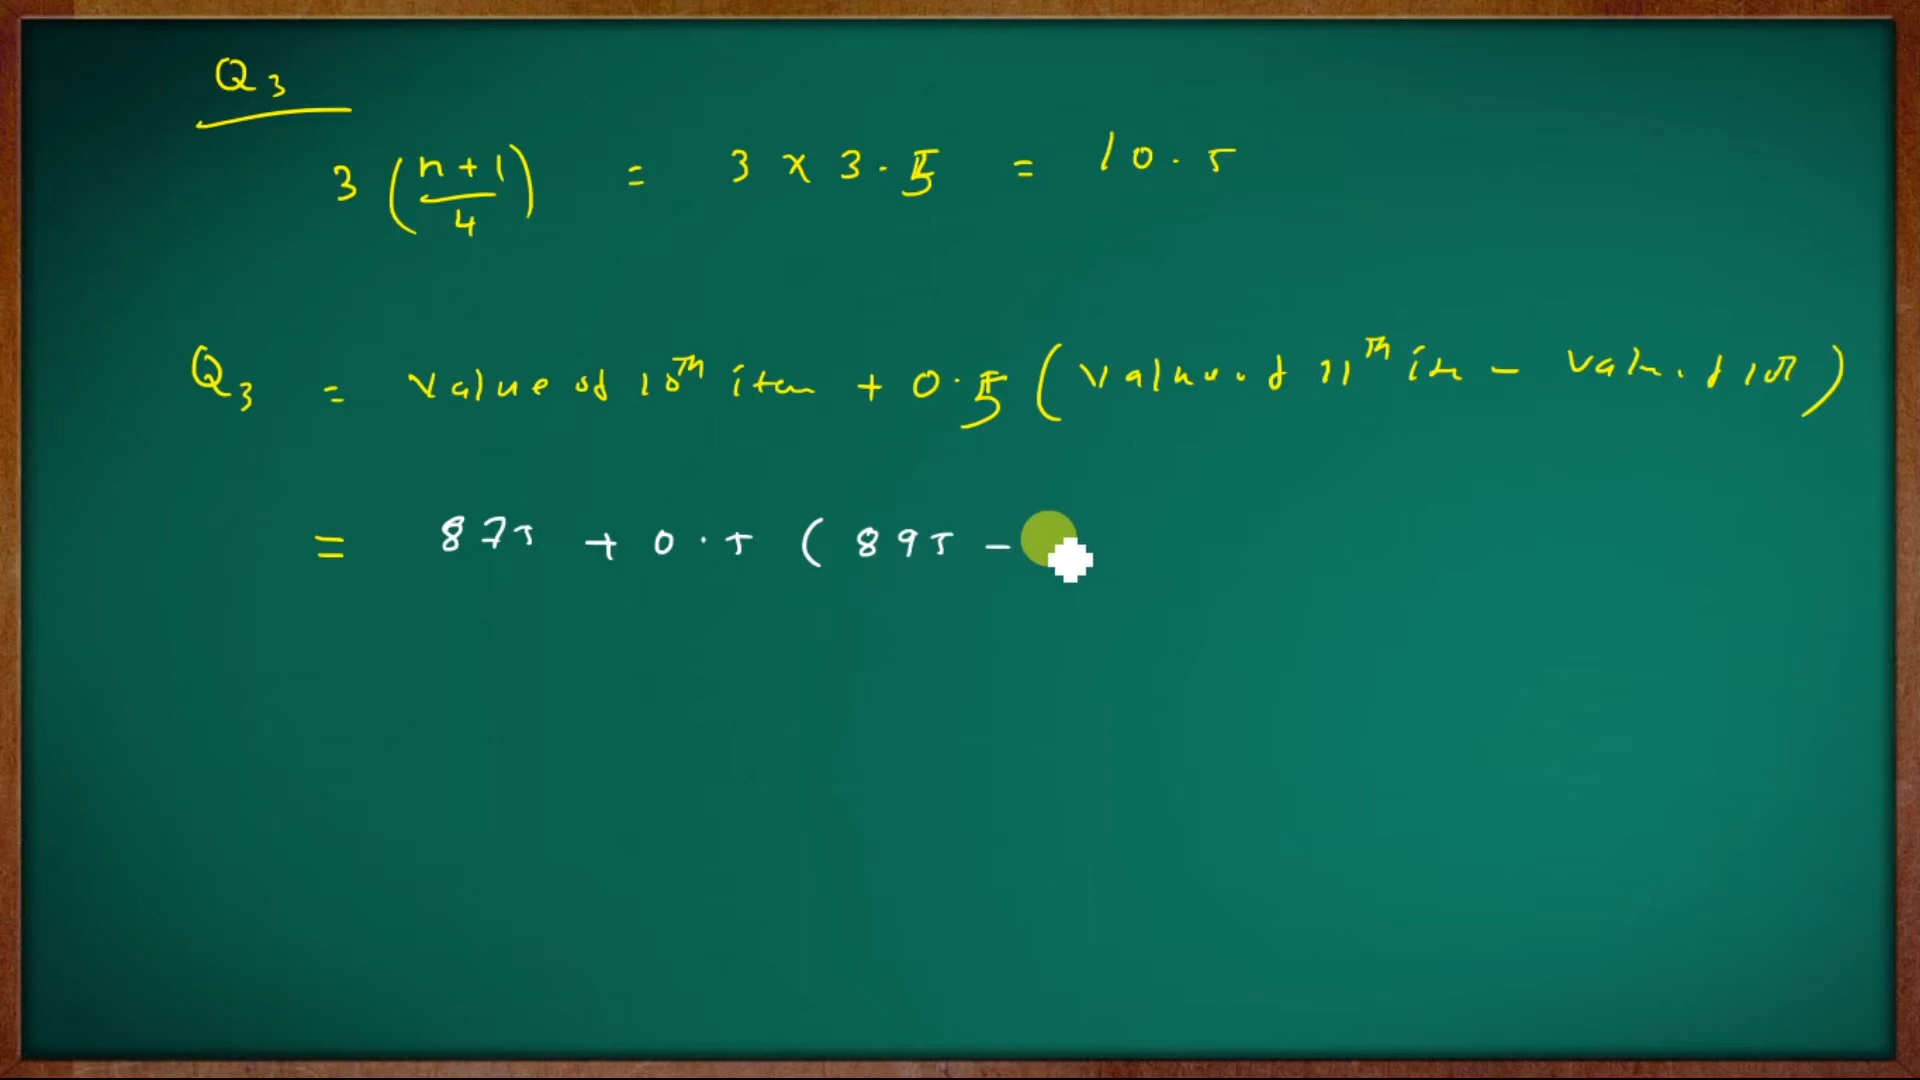 Q3
3 (n+1/4) = 3 x 3.5 = 10.5
Q3 = value of 10th item + 0.5 (value of 11th item - value of 10th)
= 875 + 0.5 (895 -